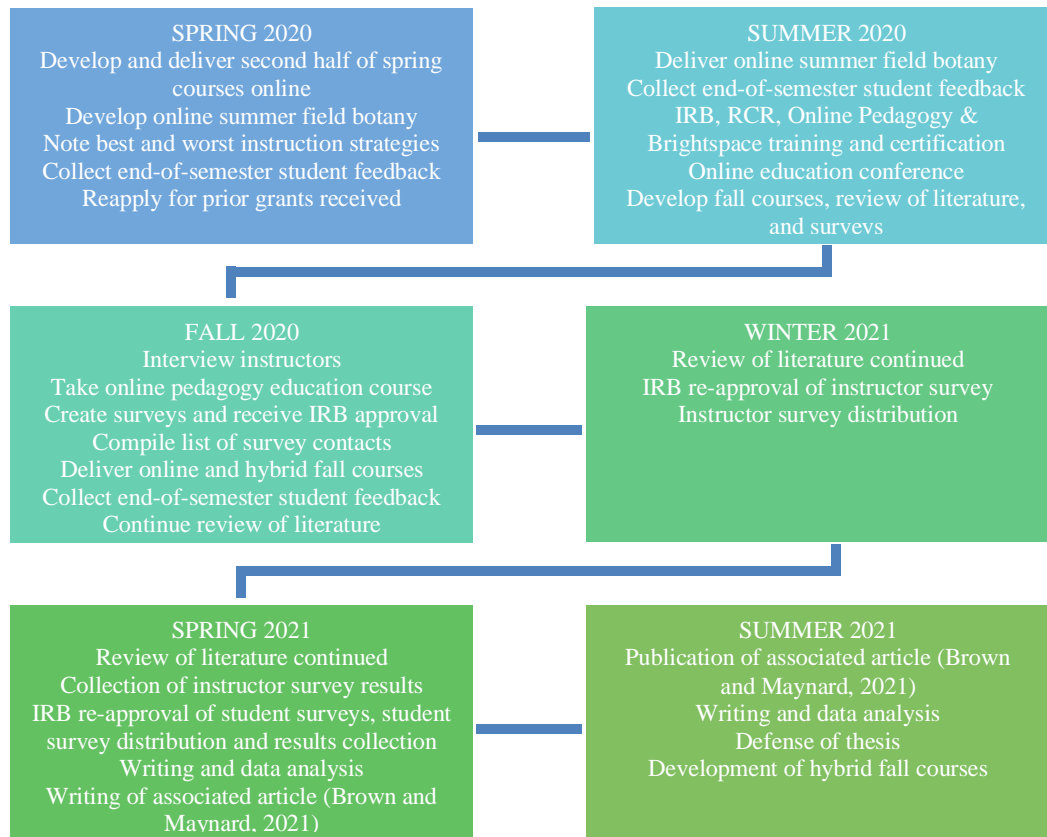 SPRING 2020
Develop and deliver second half of spring
courses online
Develop online summer field botany
Note best and worst instruction strategies
Collect end-of-semester student feedback
Reapply for prior grants received
SUMMER 2020
Deliver online summer field botany
Collect end-of-semester student feedback
IRB, RCR, Online Pedagogy &
Brightspace training and certification
Online education conference
Develop fall courses, review of literature,
and surveys
FALL 2020
Interview instructors
Take online pedagogy education course
Create surveys and receive IRB approval
Compile list of survey contacts
Deliver online and hybrid fall courses
Collect end-of-semester student feedback
Continue review of literature
WINTER 2021
Review of literature continued
IRB re-approval of instructor survey
Instructor survey distribution
SPRING 2021
Review of literature continued
Collection of instructor survey results
IRB re-approval of student surveys, student
survey distribution and results collection
Writing and data analysis
Writing of associated article (Brown and
Maynard, 2021)
SUMMER 2021
Publication of associated article (Brown
and Maynard, 2021)
Writing and data analysis
Defense of thesis
Development of hybrid fall courses